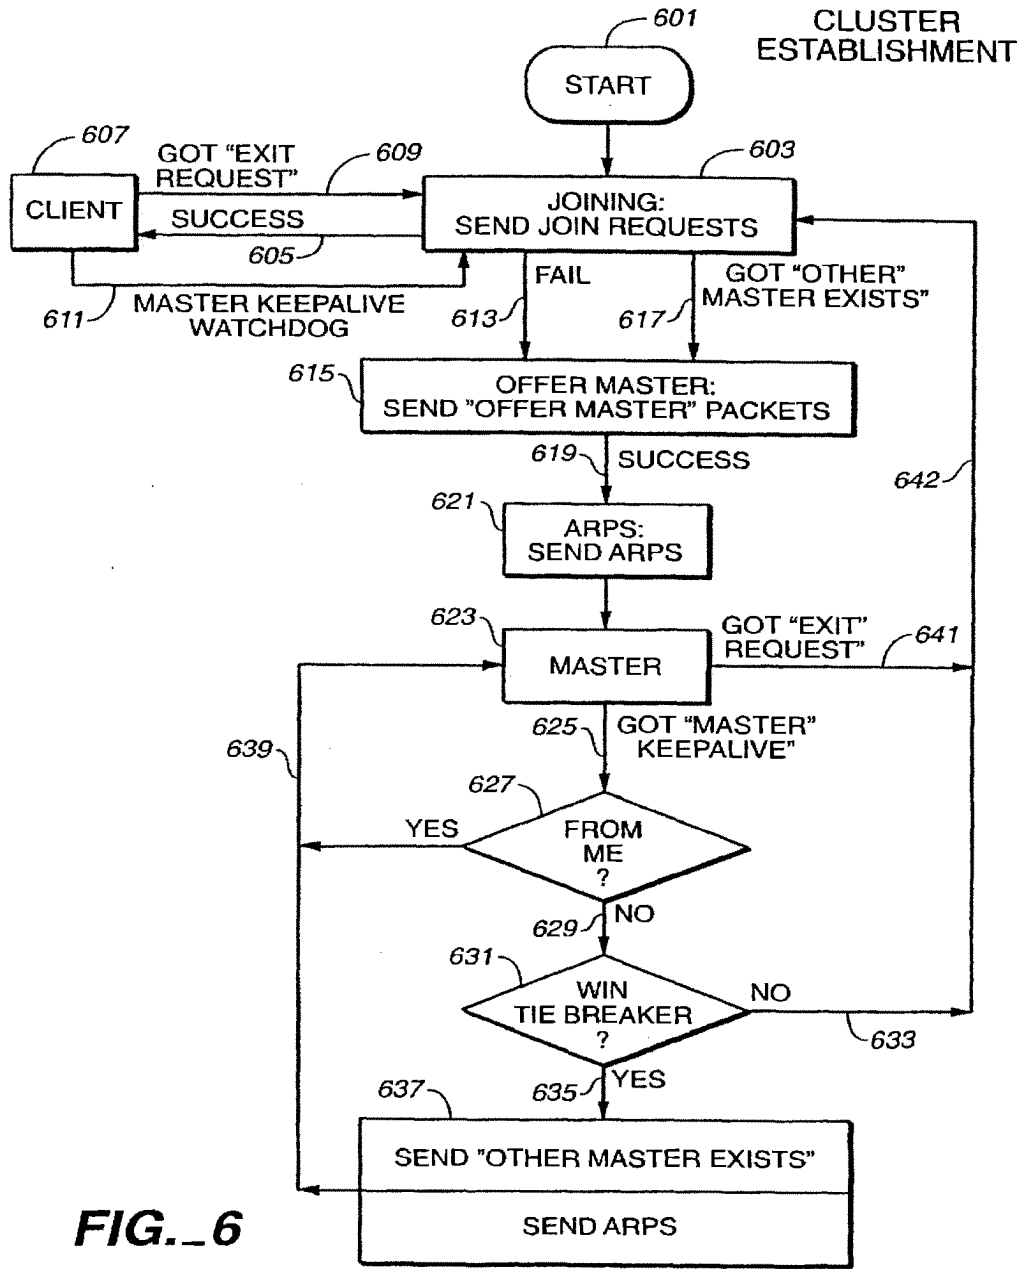 CLUSTER
ESTABLISHMENT
601
START
607
GOT “EXIT
REQUEST”
609
603
CLIENT
JOINING:
SEND JOIN REQUESTS
SUCCESS
605
611
MASTER KEEPALIVE
WATCHDOG
FAIL
613
GOT “OTHER”
MASTER EXISTS”
617
615
OFFER MASTER:
SEND ”OFFER MASTER” PACKETS
619
SUCCESS
642
621
ARPS:
SEND ARPS
623
MASTER
GOT “EXIT”
REQUEST”
641
625
GOT “MASTER”
KEEPALIVE”
639
627
YES
FROM
ME
?
629
NO
631
WIN
TIE BREAKER
?
NO
633
635
YES
637
SEND ”OTHER MASTER EXISTS”
SEND ARPS
FIG._6